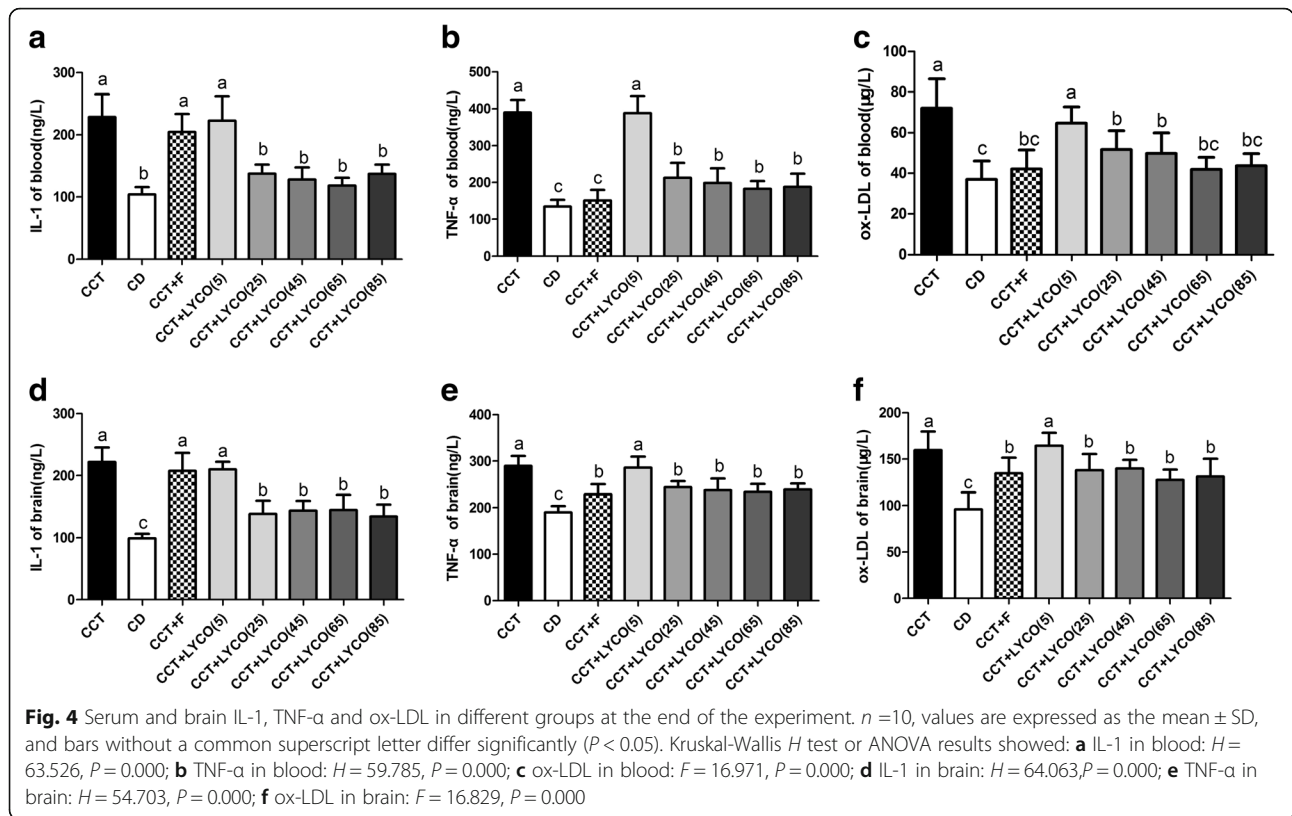 a
b
c
IL-1 of blood(ng/L)
300
200
100
0
a
b
a
a
b
b
b
b
CCT
CD
CCT+F
CCT+LYCO(5)
CCT+LYCO(25)
CCT+LYCO(45)
CCT+LYCO(65)
CCT+LYCO(85)
TNF-α of blood(ng/L)
500
400
300
200
100
0
a
c
c
a
b
b
b
b
CCT
CD
CCT+F
CCT+LYCO(5)
CCT+LYCO(25)
CCT+LYCO(45)
CCT+LYCO(65)
CCT+LYCO(85)
ox-LDL of blood(µg/L)
100
80
60
40
20
0
a
c
bc
a
b
b
bc
bc
CCT
CD
CCT+F
CCT+LYCO(5)
CCT+LYCO(25)
CCT+LYCO(45)
CCT+LYCO(65)
CCT+LYCO(85)
d
e
f
IL-1 of brain(ng/L)
300
200
100
0
a
c
a
a
b
b
b
b
CCT
CD
CCT+F
CCT+LYCO(5)
CCT+LYCO(25)
CCT+LYCO(45)
CCT+LYCO(65)
CCT+LYCO(85)
TNF-α of brain(ng/L)
400
300
200
100
0
a
c
b
a
b
b
b
b
CCT
CD
CCT+F
CCT+LYCO(5)
CCT+LYCO(25)
CCT+LYCO(45)
CCT+LYCO(65)
CCT+LYCO(85)
ox-LDL of brain(µg/L)
200
150
100
50
0
a
c
b
a
b
b
b
b
CCT
CD
CCT+F
CCT+LYCO(5)
CCT+LYCO(25)
CCT+LYCO(45)
CCT+LYCO(65)
CCT+LYCO(85)
Fig. 4 Serum and brain IL-1, TNF-α and ox-LDL in different groups at the end of the experiment. n =10, values are expressed as the mean ± SD,
and bars without a common superscript letter differ significantly (P < 0.05). Kruskal-Wallis H test or ANOVA results showed: a IL-1 in blood: H =
63.526, P = 0.000; b TNF-α in blood: H = 59.785, P = 0.000; c ox-LDL in blood: F = 16.971, P = 0.000; d IL-1 in brain: H = 64.063,P = 0.000; e TNF-α in
brain: H = 54.703, P = 0.000; f ox-LDL in brain: F = 16.829, P = 0.000